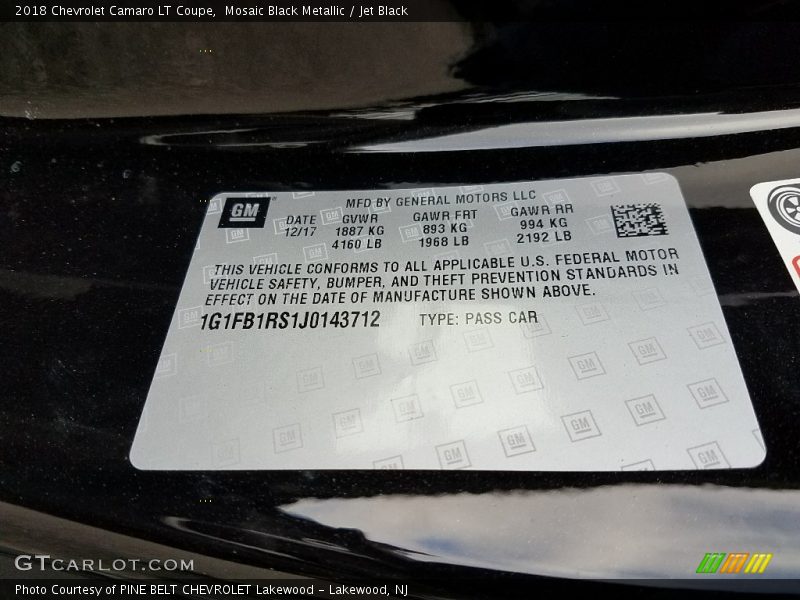 2018 Chevrolet Camaro LT Coupe,  Mosaic Black Metallic / Jet Black
MFD BY GENERAL MOTORS LLC
GM
DATE GVWR GAWR FRT GAWR RR
12/17 1887 KG 893 KG 994 KG
4160 LB 1968 LB 2192 LB
THIS VEHICLE CONFORMS TO ALL APPLICABLE U.S. FEDERAL MOTOR
VEHICLE SAFETY, BUMPER, AND THEFT PREVENTION STANDARDS IN
EFFECT ON THE DATE OF MANUFACTURE SHOWN ABOVE.
1G1FB1RS1J0143712 TYPE: PASS CAR
GTCARLOT.COM
Photo Courtesy of PINE BELT CHEVROLET Lakewood - Lakewood, NJ